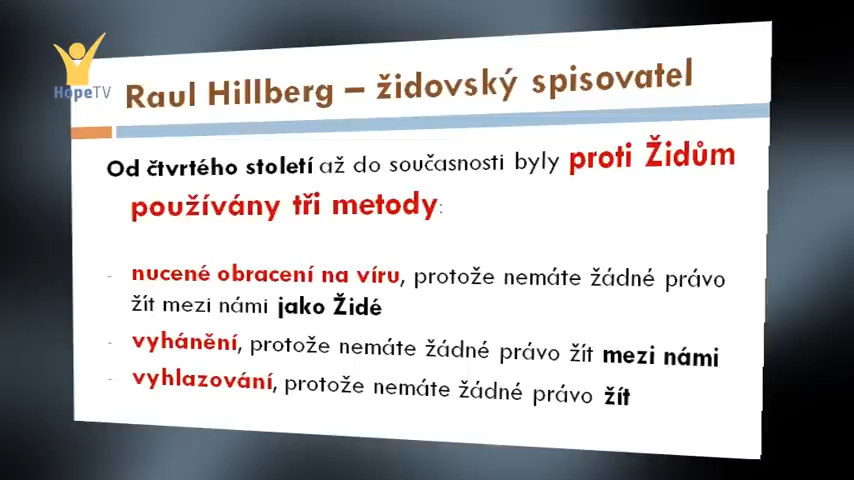 HopeTV
Raul Hillberg – židovský spisovatel
Od čtvrtého století až do současnosti byly proti Židům
používány tři metody:
- nucené obracení na víru, protože nemáte žádné právo
žít mezi námi jako Židé
- vyhánění, protože nemáte žádné právo žít mezi námi
- vyhlazování, protože nemáte žádné právo žít